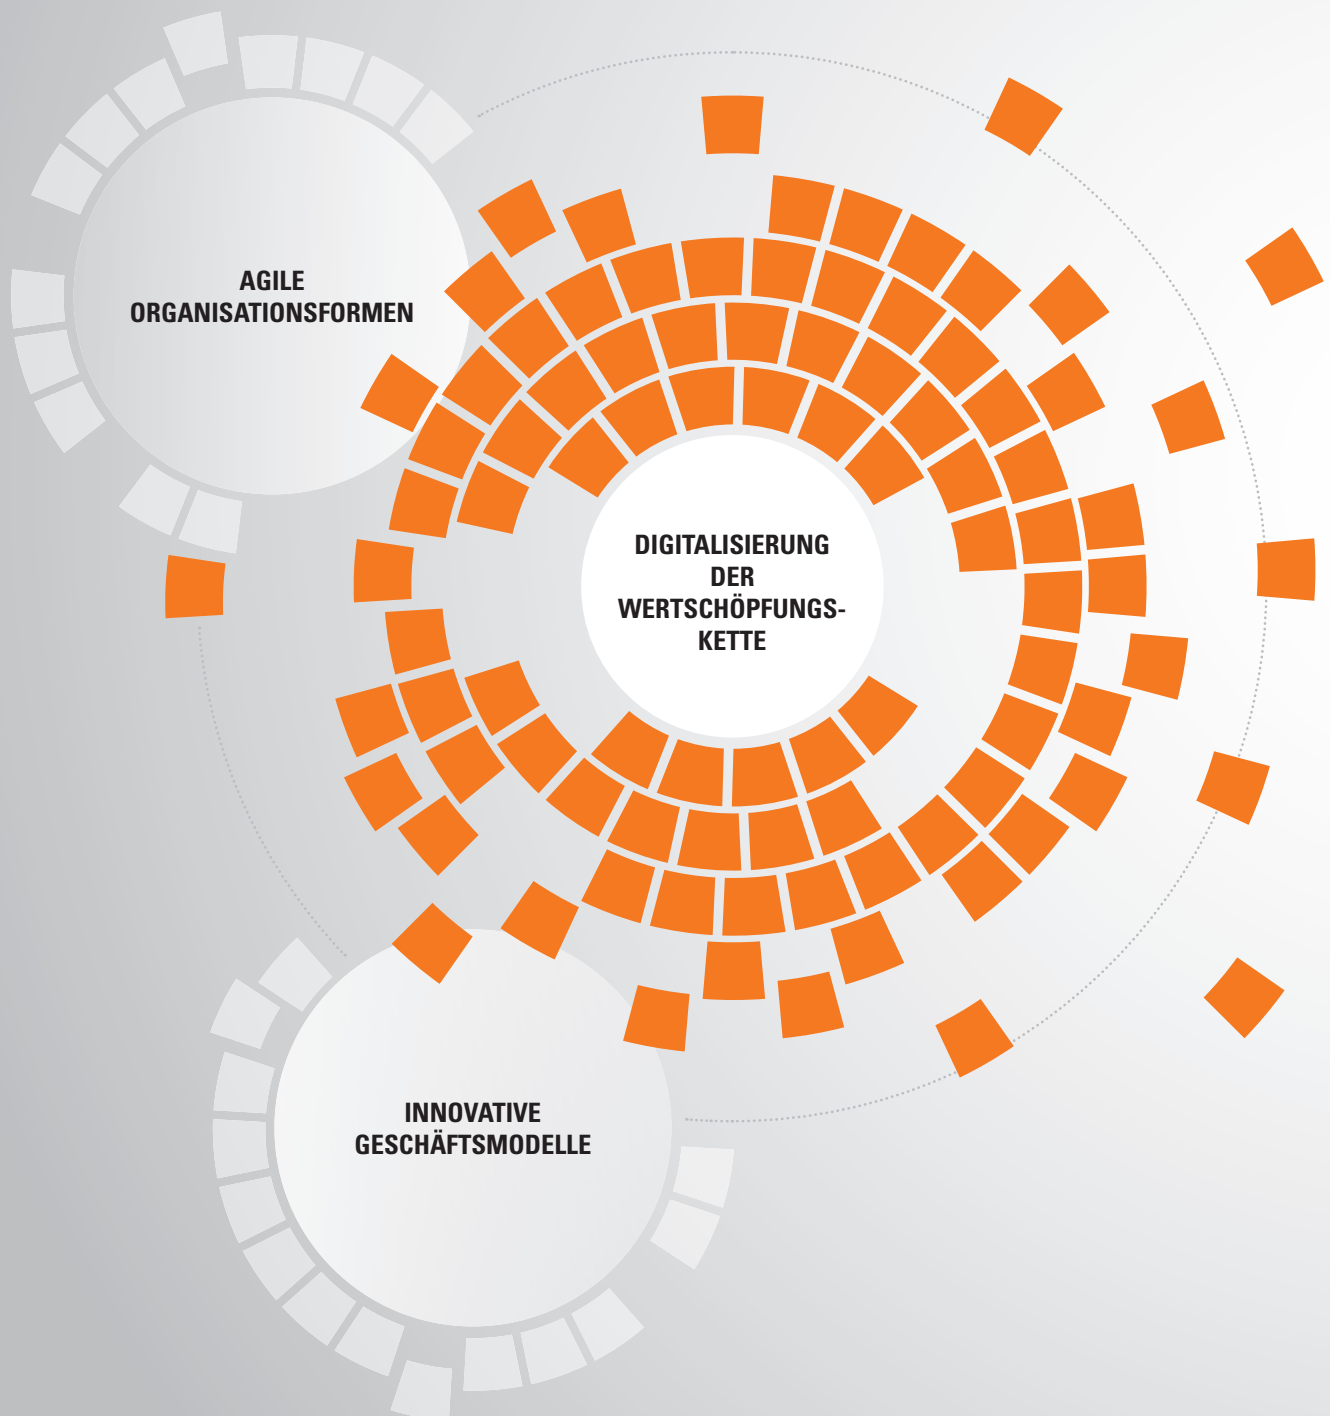 AGILE
ORGANISATIONSFORMEN
DIGITALISIERUNG
DER
WERTSCHÖPFUNGS-
KETTE
INNOVATIVE
GESCHÄFTSMODELLE